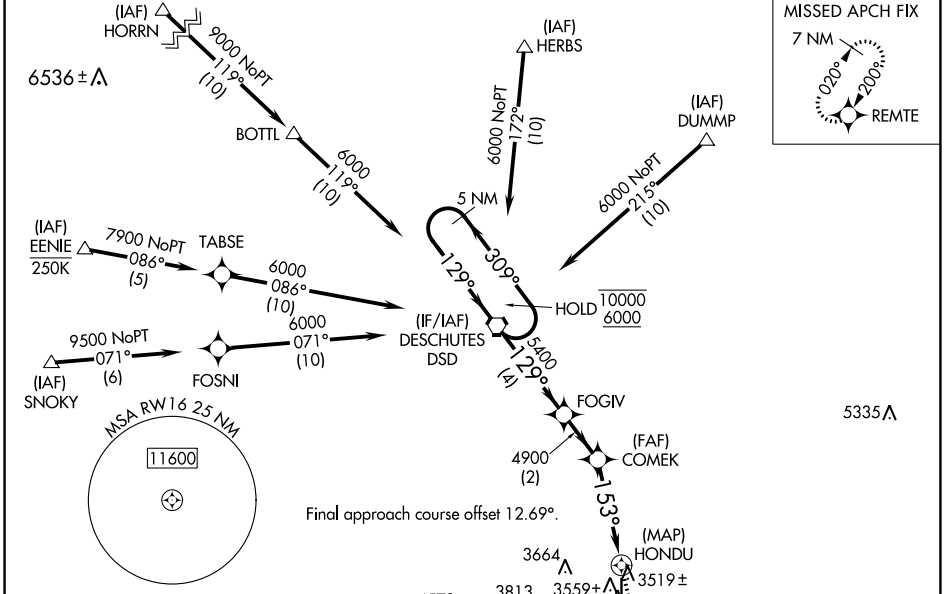 (IAF)
HORRN
9000 NoPT
119°
(10)
6536±
BOTTL
6000
119°
(10)
(IAF)
HERBS
6000 NoPT
172°
(10)
(IAF)
DUMMP
6000 NoPT
215°
(10)
MISSED APCH FIX
7 NM
020°
200°
REMTE
5 NM
129°
309°
HOLD
10000
6000
(IAF)
EENIE
250K
7900 NoPT
086°
(5)
TABSE
6000
086°
(10)
(IAF)
SNOKY
9500 NoPT
071°
(6)
FOSNI
6000
071°
(10)
(IF/IAF)
DESCHUTES
DSD
5400
129°
(4)
FOGIV
4900
(2)
(FAF)
COMEK
5335
MSA RW16 25 NM
11600
Final approach course offset 12.69°.
153°
(MAP)
HONDU
3664
3519±
3813
3559±